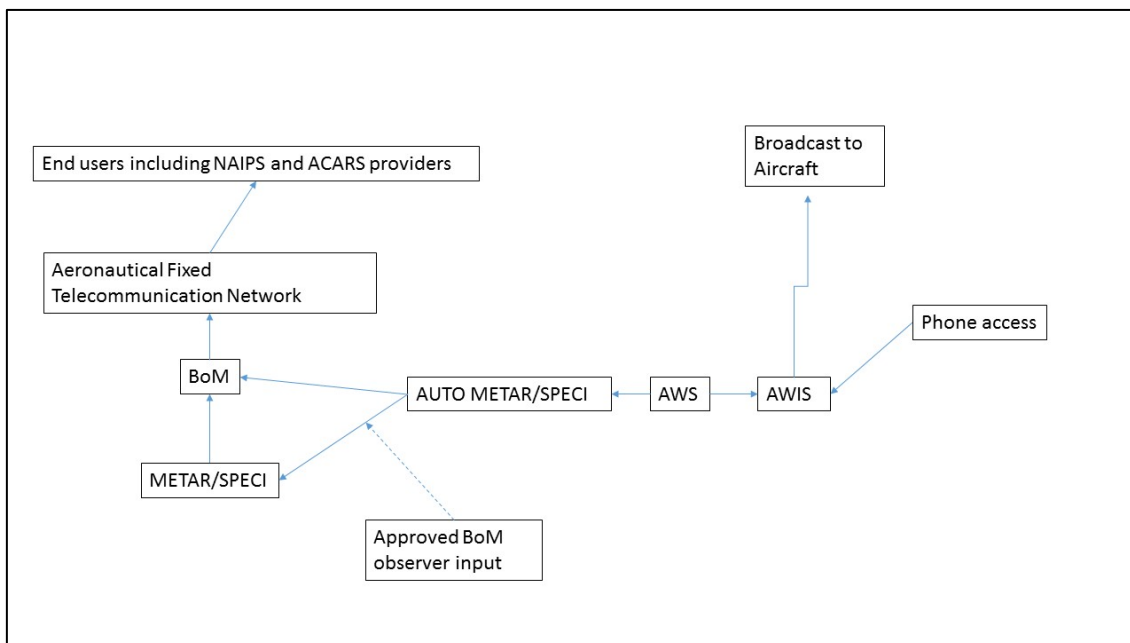 Broadcast to
Aircraft
End users including NAIPS and ACARS providers
Aeronautical Fixed
Telecommunication Network
Phone access
BoM
AUTO METAR/SPECI
AWS
AWIS
METAR/SPECI
Approved BoM
observer input